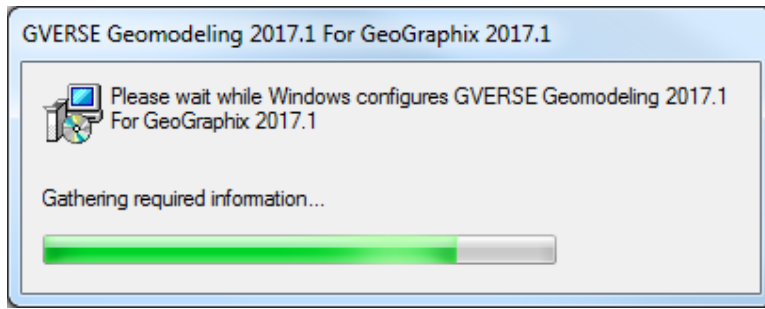 GVERSE Geomodeling 2017.1 For GeoGraphix 2017.1
Please wait while Windows configures GVERSE Geomodeling 2017.1
For GeoGraphix 2017.1
Gathering required information...